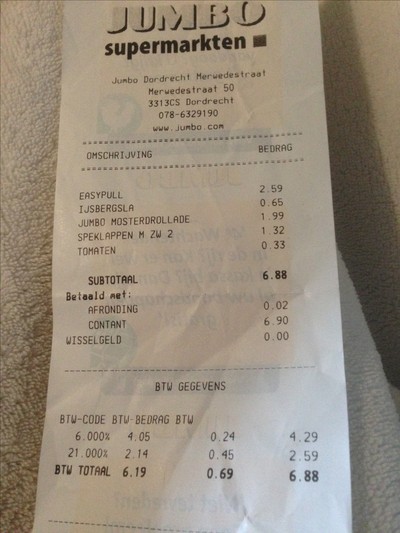 JUMBO
supermarkten
Jumbo Dordrecht Merwedestraat
Merwedestraat 50
3313CS Dordrecht
078-6329190
www.jumbo.com
OMSCHRIJVING BEDRAG
EASYPULL 2.59
IJSBERGSLA 0.65
JUMBO MOSTERDROLLADE 1.99
SPEKLAPPEN M ZW 2 1.32
TOMATEN 0.33
SUBTOTAAL 6.88
Betaald met:
AFRONDING 0.02
CONTANT 6.90
WISSELGELD 0.00
BTW GEGEVENS
BTW-CODE BTW-BEDRAG BTW
6.000% 4.05 0.24 4.29
21.000% 2.14 0.45 2.59
BTW TOTAAL 6.19 0.69 6.88